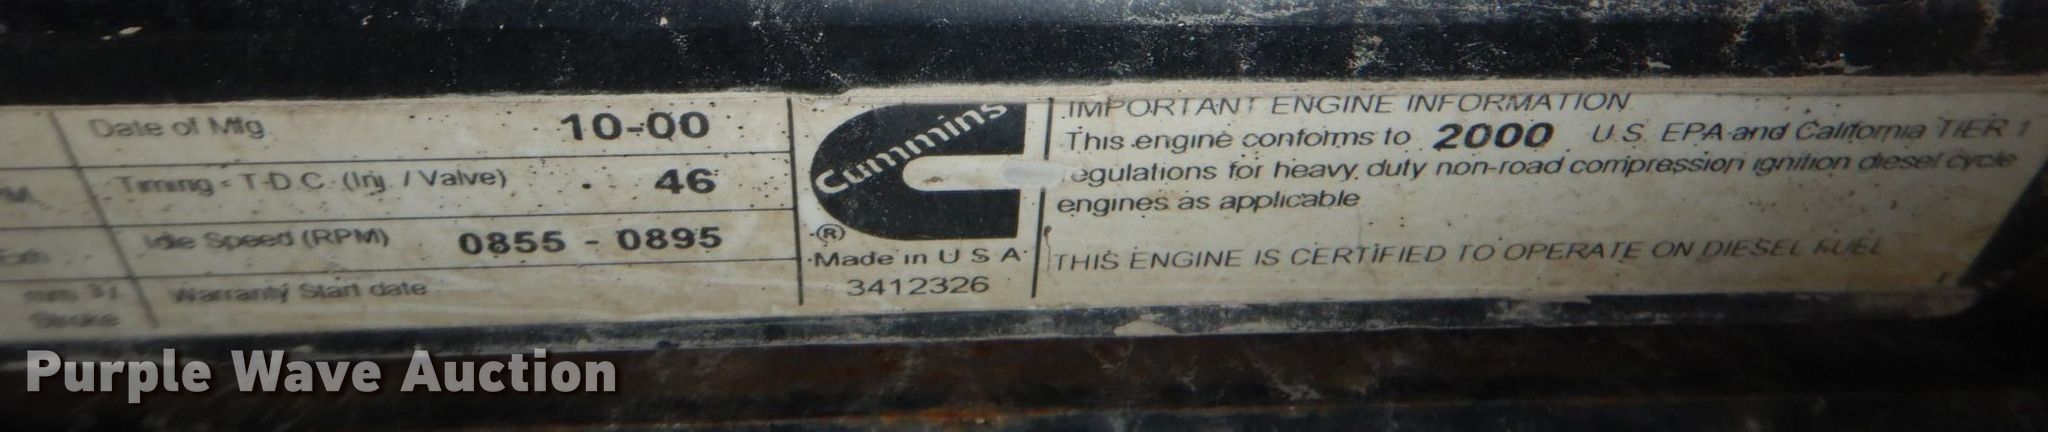 Date of Mfg. 10-00
Timing - T-D C. (Inj. / Valve) 46
Idle Speed (RPM) 0855 - 0895
Warranty Start date
Stroke
Cummins
®
Made in U S A
3412326
IMPORTANT ENGINE INFORMATION
This engine conforms to 2000 U.S. EPA and California TIER 1
egulations for heavy duty non-road compression ignition diesel cycle
engines as applicable
THIS ENGINE IS CERTIFIED TO OPERATE ON DIESEL FUEL
Purple Wave Auction